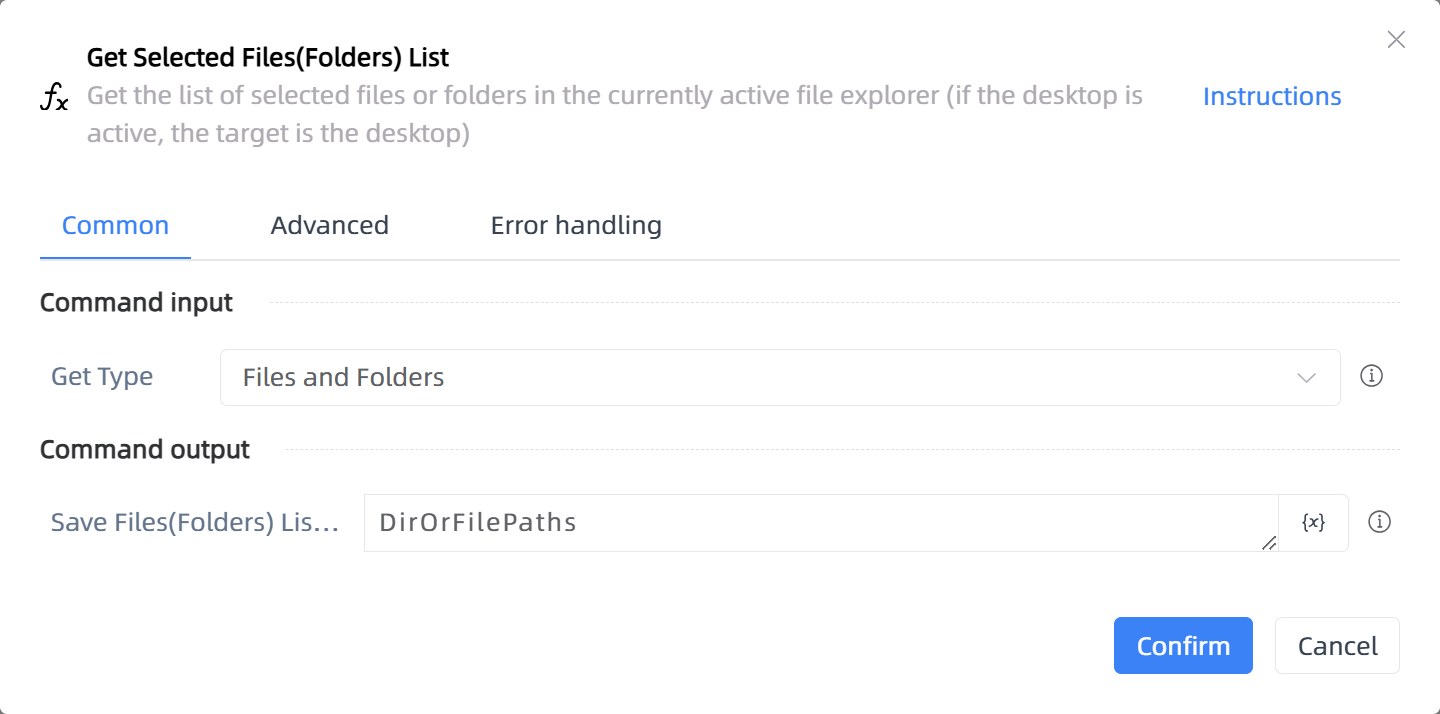 Get Selected Files(Folders) List
fx
Get the list of selected files or folders in the currently active file explorer (if the desktop is
active, the target is the desktop)
Instructions
Common
Advanced
Error handling
Command input
Get Type
Files and Folders
Command output
Save Files(Folders) Lis...
DirOrFilePaths
{x}
Confirm
Cancel